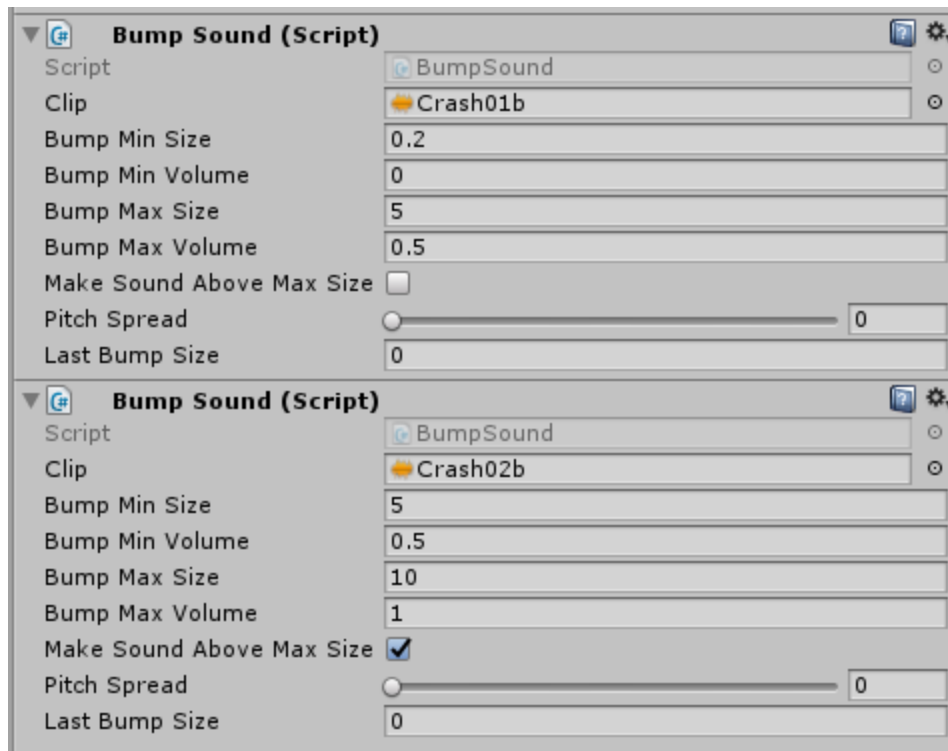 Bump Sound (Script)
Script BumpSound
Clip Crash01b
Bump Min Size 0.2
Bump Min Volume 0
Bump Max Size 5
Bump Max Volume 0.5
Make Sound Above Max Size
Pitch Spread 0
Last Bump Size 0
Bump Sound (Script)
Script BumpSound
Clip Crash02b
Bump Min Size 5
Bump Min Volume 0.5
Bump Max Size 10
Bump Max Volume 1
Make Sound Above Max Size
Pitch Spread 0
Last Bump Size 0